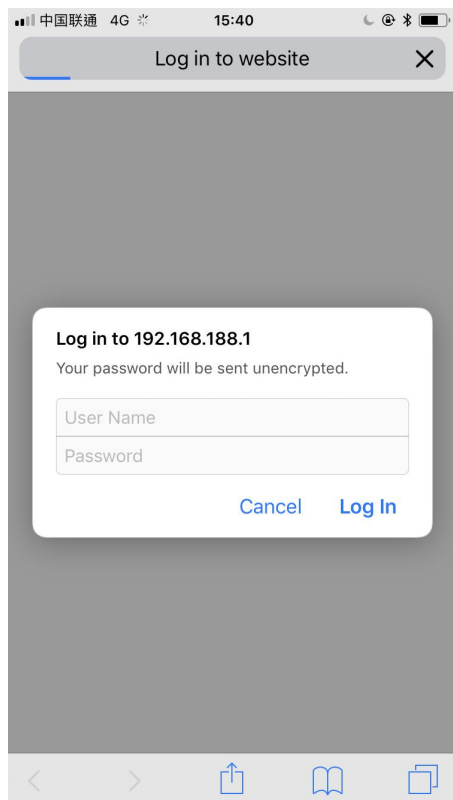 中国联通 4G 15:40
Log in to website
Log in to 192.168.188.1
Your password will be sent unencrypted.
User Name
Password
Cancel Log In